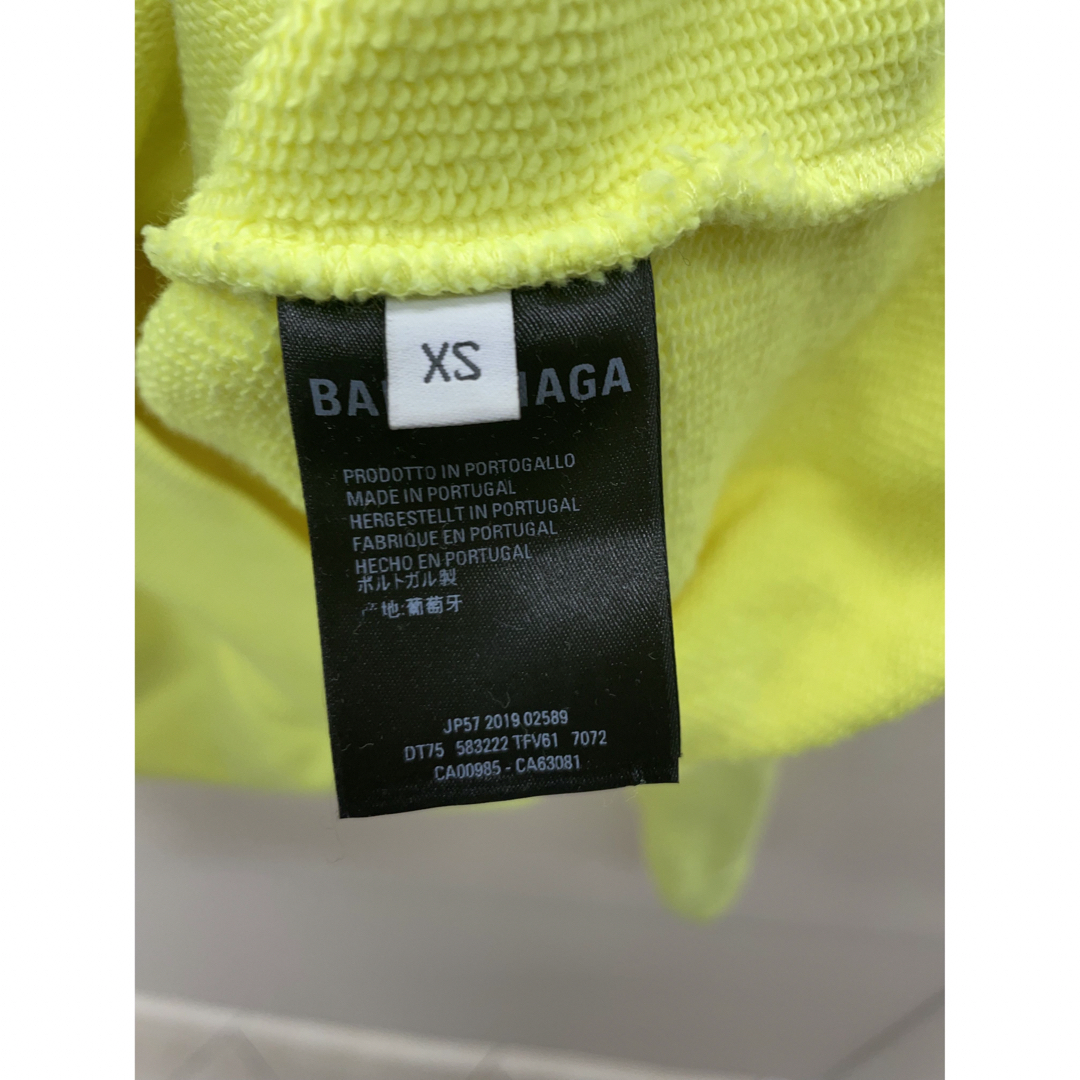 XS
BA NIAGA
PRODOTTO IN PORTOGALLO
MADE IN PORTUGAL
HERGESTELLT IN PORTUGAL
FABRIQUE EN PORTUGAL
HECHO EN PORTUGAL
ポルトガル製
产地:葡萄牙
JP57 2019 02589
DT75 583222 TFV61 7072
CA00985 - CA63081